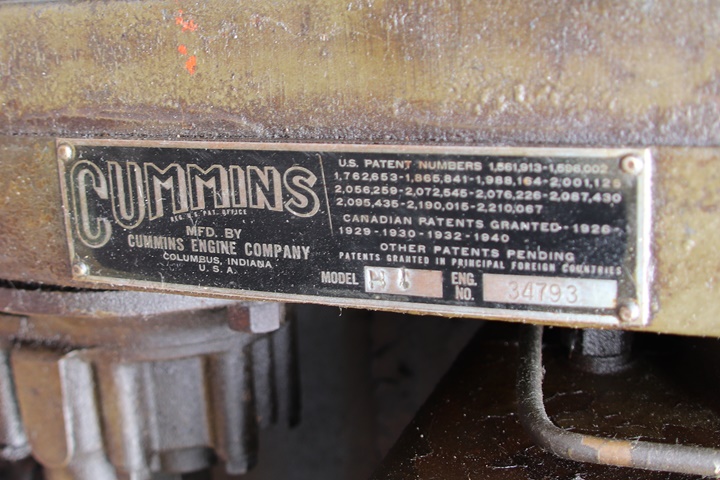 CUMMINS
REG. U.S. PAT. OFFICE
MFD. BY
CUMMINS ENGINE COMPANY
COLUMBUS, INDIANA
U. S. A.
U.S. PATENT NUMBERS 1,561,913-1,596,002
1,762,653-1,865,841-1,988,164-2,001,126
2,056,259-2,072,545-2,076,226-2,087,430
2,095,435-2,190,015-2,210,067
CANADIAN PATENTS GRANTED-1926
1929-1930-1932-1940
OTHER PATENTS PENDING
PATENTS GRANTED IN PRINCIPAL FOREIGN COUNTRIES
MODEL
ENG. NO. 34793